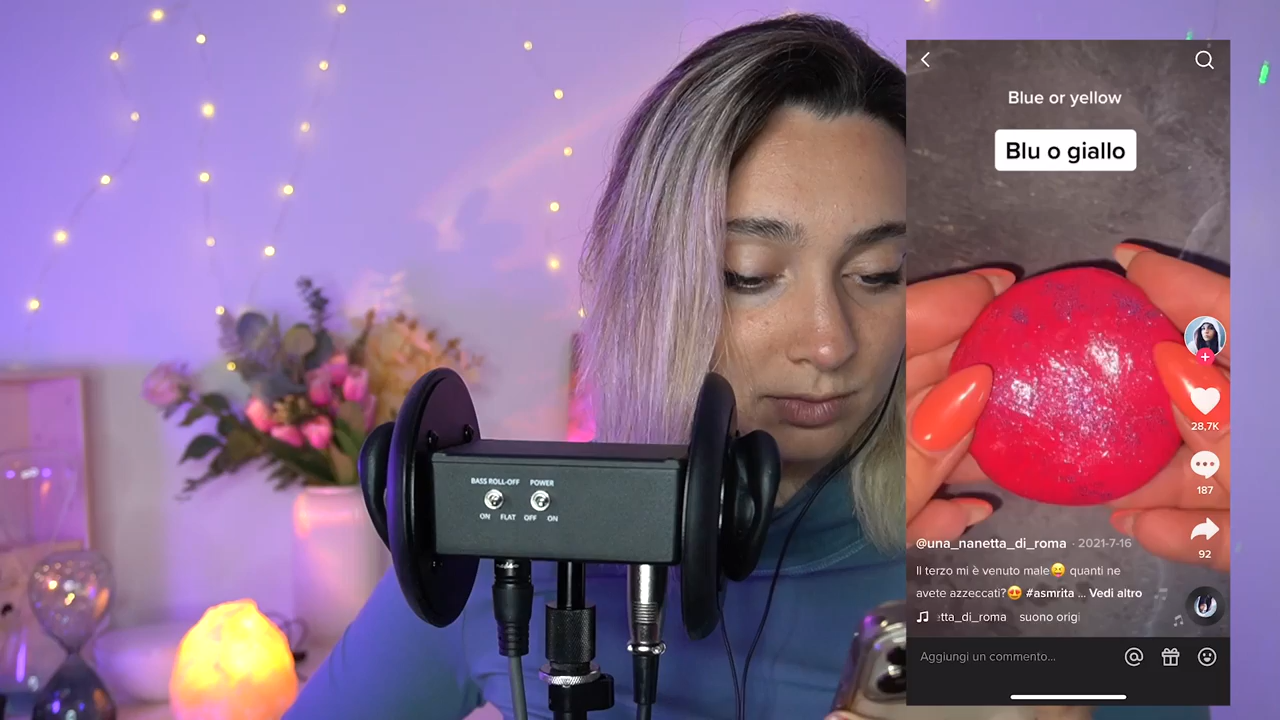 BASS ROLL-OFF POWER
ON FLAT OFF ON
Blue or yellow
Blu o giallo
28,7K
187
92
@una_nanetta_di_roma · 2021-7-16
Il terzo mi è venuto male😛 quanti ne
avete azzeccati?😍 #asmrita ... Vedi altro
tta_di_roma suono origi
Aggiungi un commento...